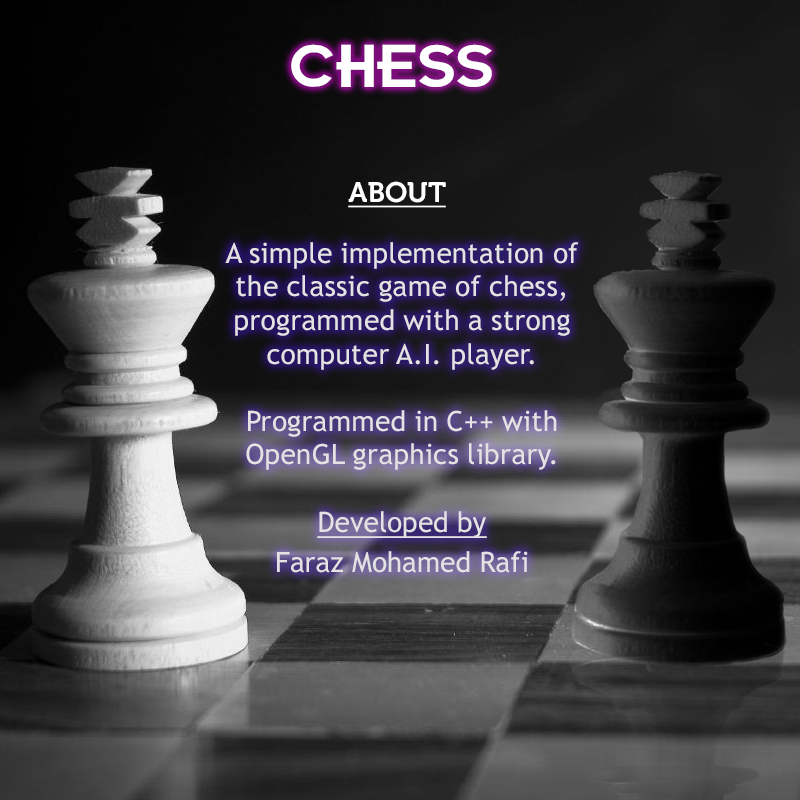 CHESS
ABOUT
A simple implementation of
the classic game of chess,
programmed with a strong
computer A.I. player.
Programmed in C++ with
OpenGL graphics library.
Developed by
Faraz Mohamed Rafi